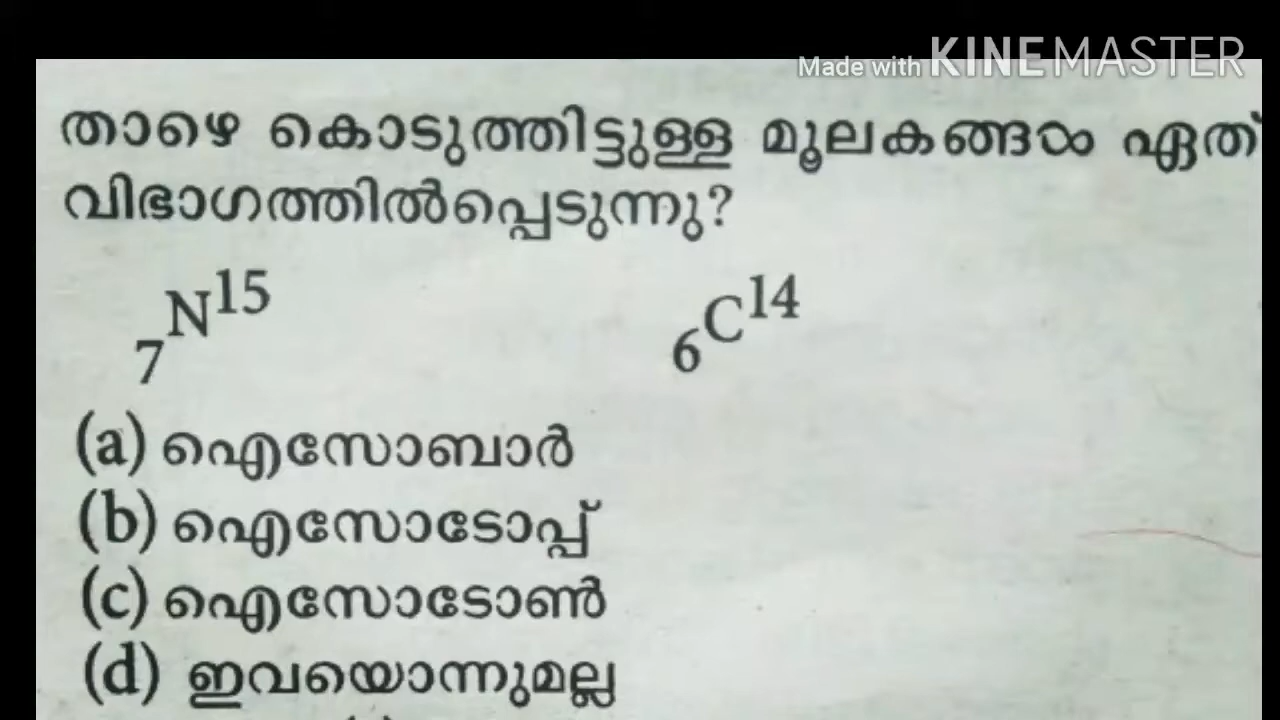 Made with KINEMASTER
താഴെ കൊടുത്തിട്ടുള്ള മൂലകങ്ങൾ ഏത്
വിഭാഗത്തിൽപ്പെടുന്നു?
7N15 6C14
(a) ഐസോബാർ
(b) ഐസോടോപ്പ്
(c) ഐസോടോൺ
(d) ഇവയൊന്നുമല്ല